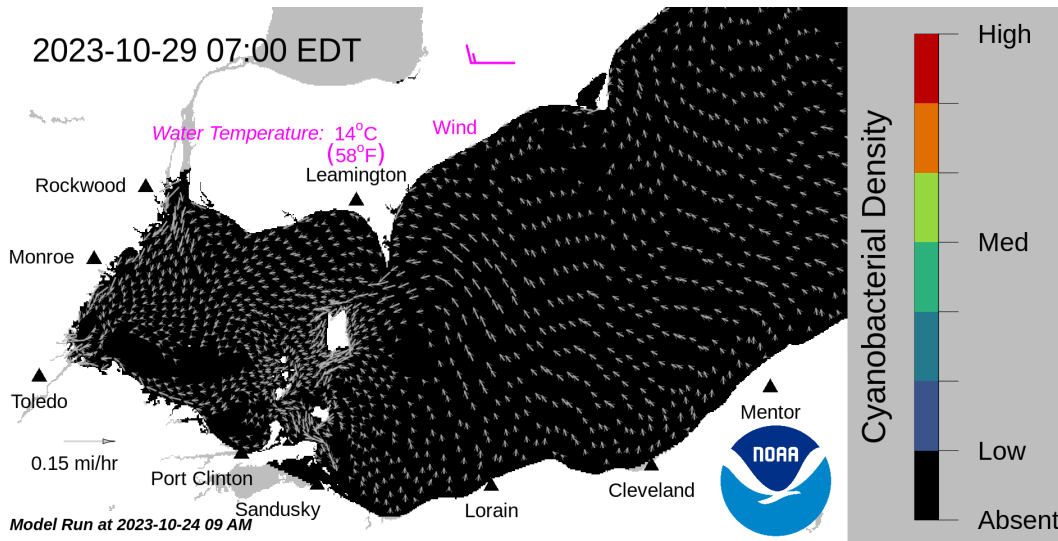 2023-10-29 07:00 EDT
Water Temperature: 14°C
(58°F)
Wind
Leamington
Rockwood
Monroe
Toledo
0.15 mi/hr
Port Clinton
Sandusky
Lorain
Cleveland
Mentor
NOAA
Model Run at 2023-10-24 09 AM
Cyanobacterial Density
High
Med
Low
Absent